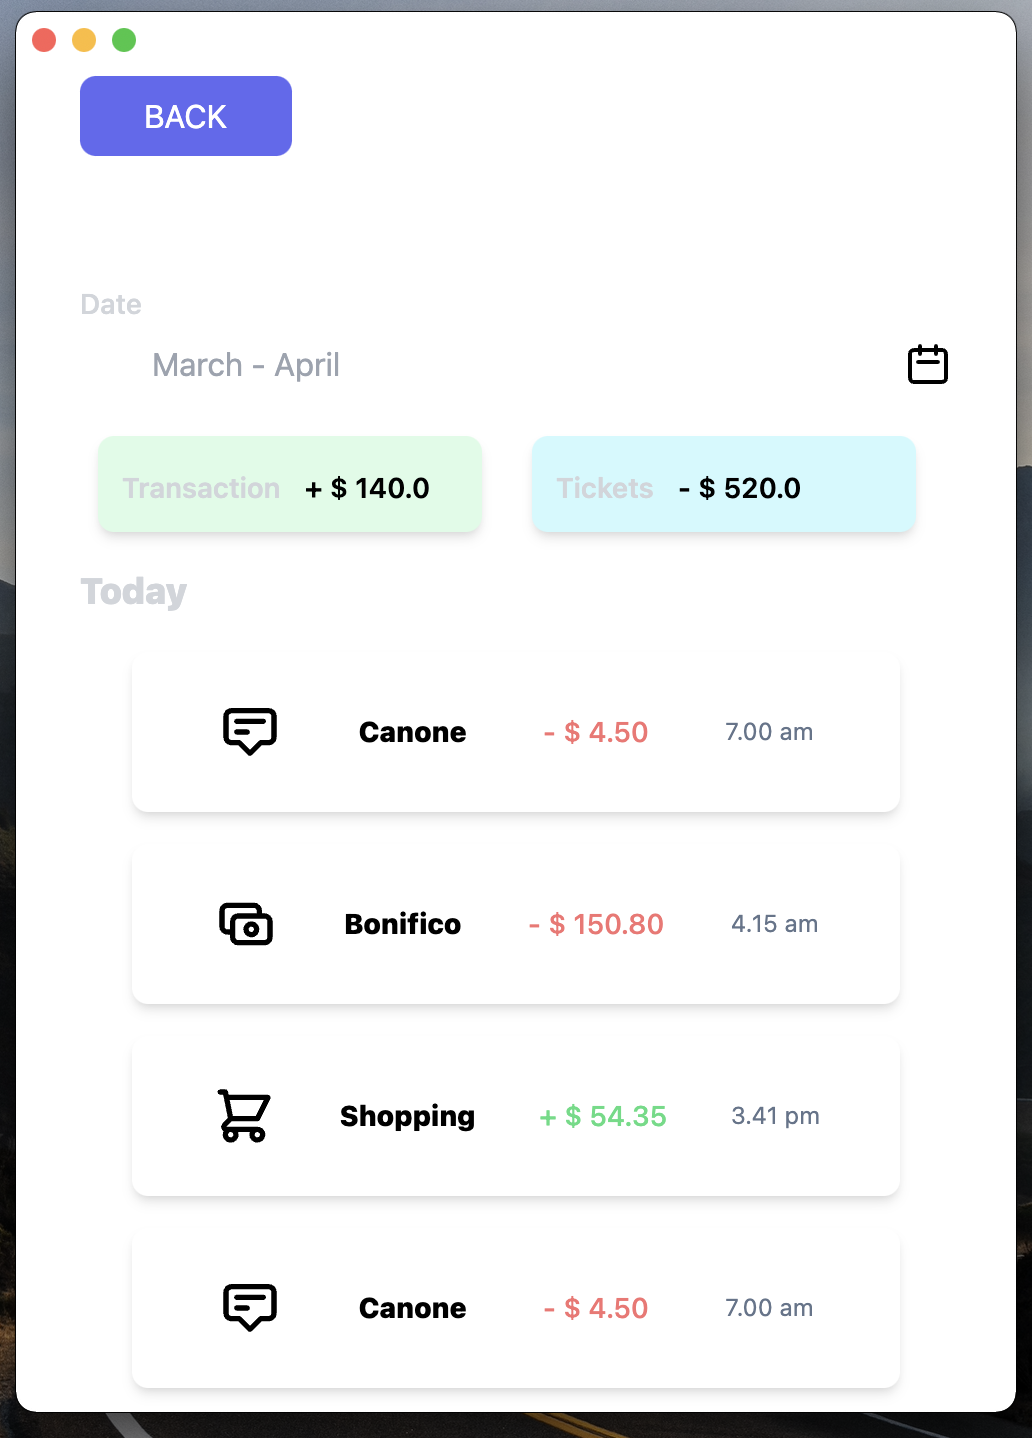 BACK
Date
March - April
Transaction + $ 140.0 Tickets - $ 520.0
Today
Canone - $ 4.50 7.00 am
Bonifico - $ 150.80 4.15 am
Shopping + $ 54.35 3.41 pm
Canone - $ 4.50 7.00 am